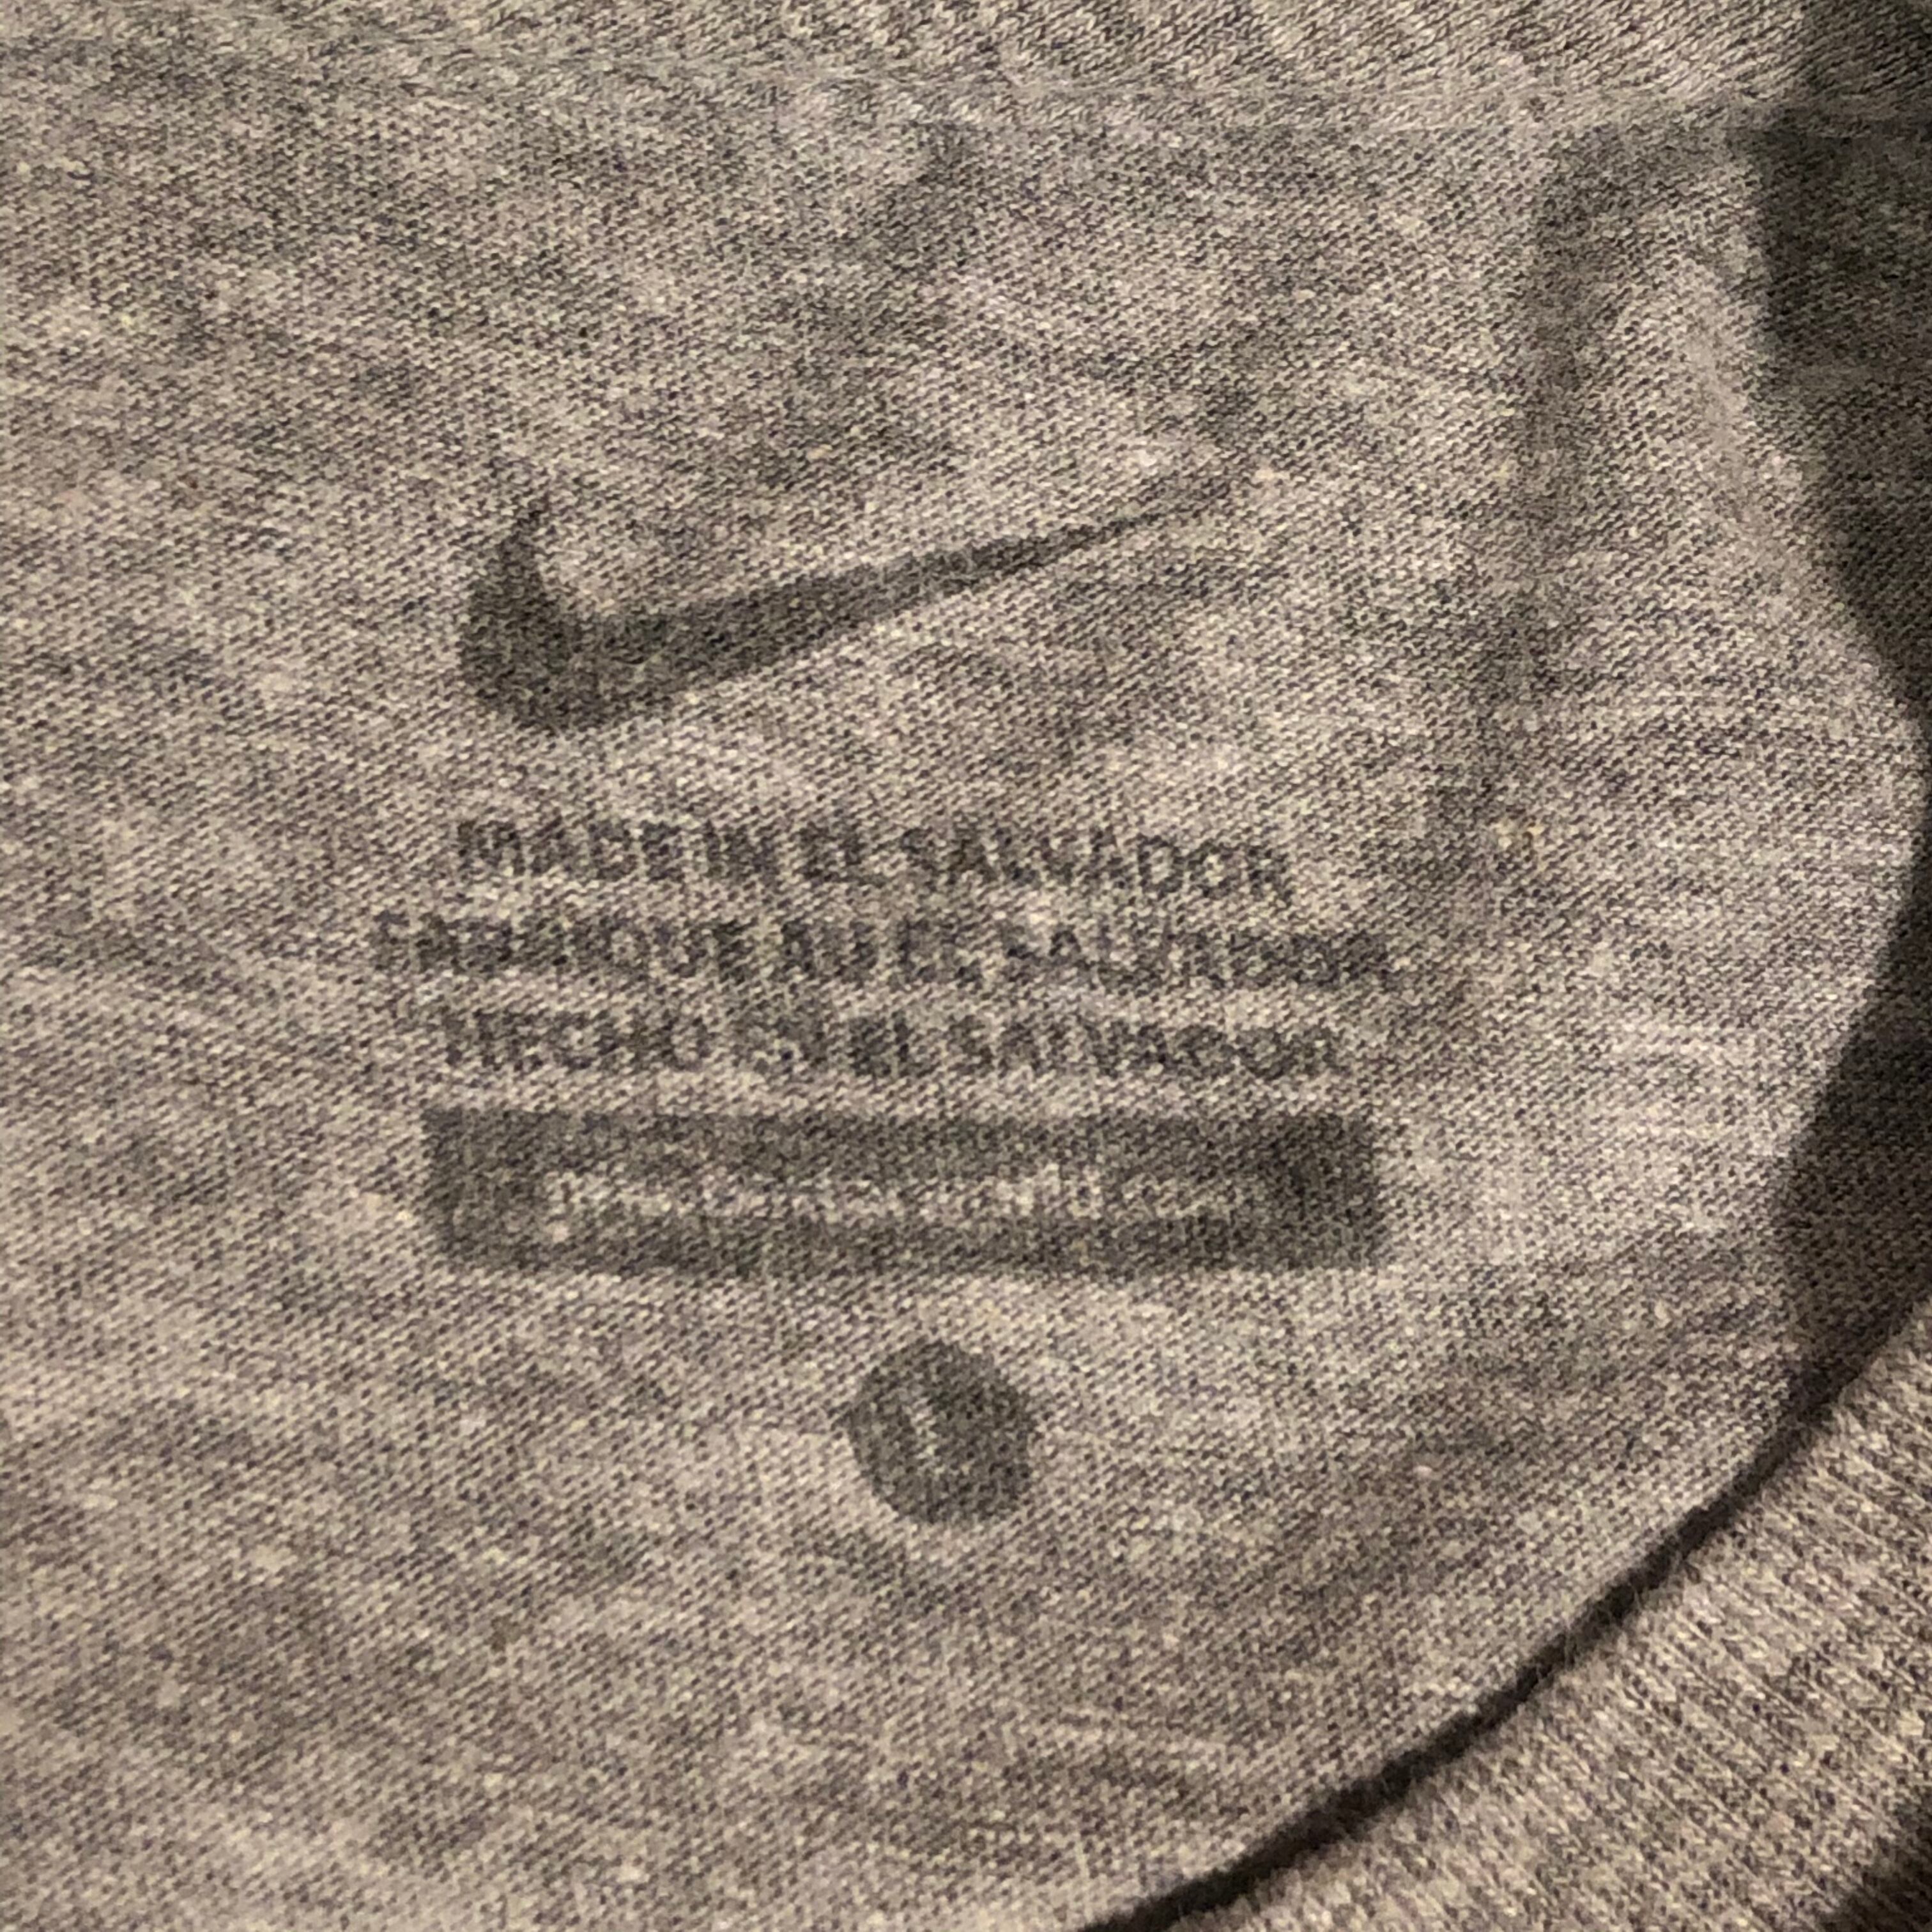 MADE IN EL SALVADOR
FABRIQUÉ AU EL SALVADOR
HECHO EN EL SALVADOR
L